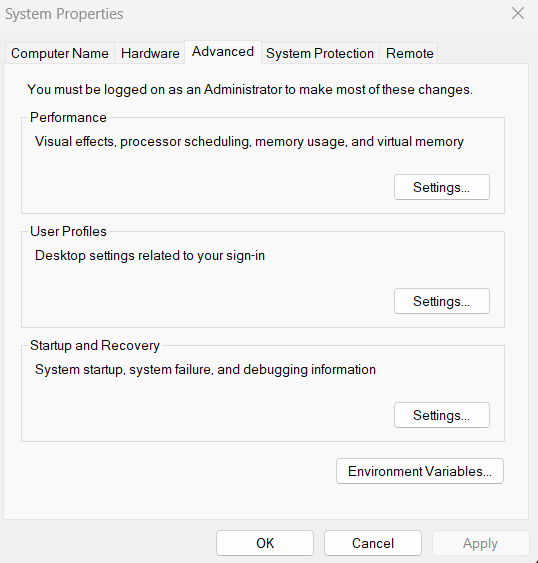 System Properties
Computer Name Hardware Advanced System Protection Remote
You must be logged on as an Administrator to make most of these changes.
Performance
Visual effects, processor scheduling, memory usage, and virtual memory
Settings...
User Profiles
Desktop settings related to your sign-in
Settings...
Startup and Recovery
System startup, system failure, and debugging information
Settings...
Environment Variables...
OK Cancel Apply